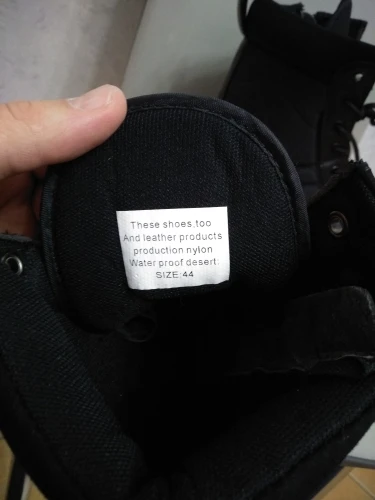 These shoes,too
And leather products
production nylon
Water proof desert:
SIZE:44